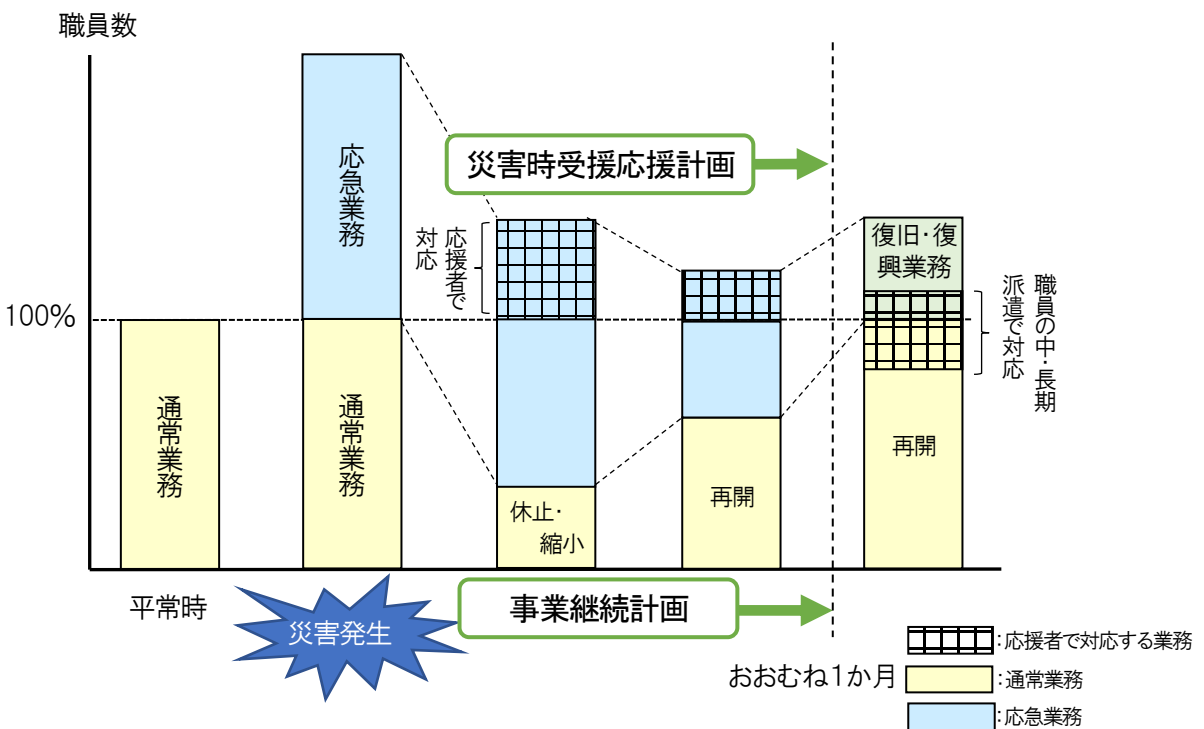 職員数
100%
通常業務
応急業務
通常業務
災害時受援応援計画
応援者で
対応
休止・
縮小
再開
復旧・復
興業務
再開
職員の中・長期
派遣で対応
平常時
災害発生
事業継続計画
おおむね1か月
:応援者で対応する業務
:通常業務
:応急業務